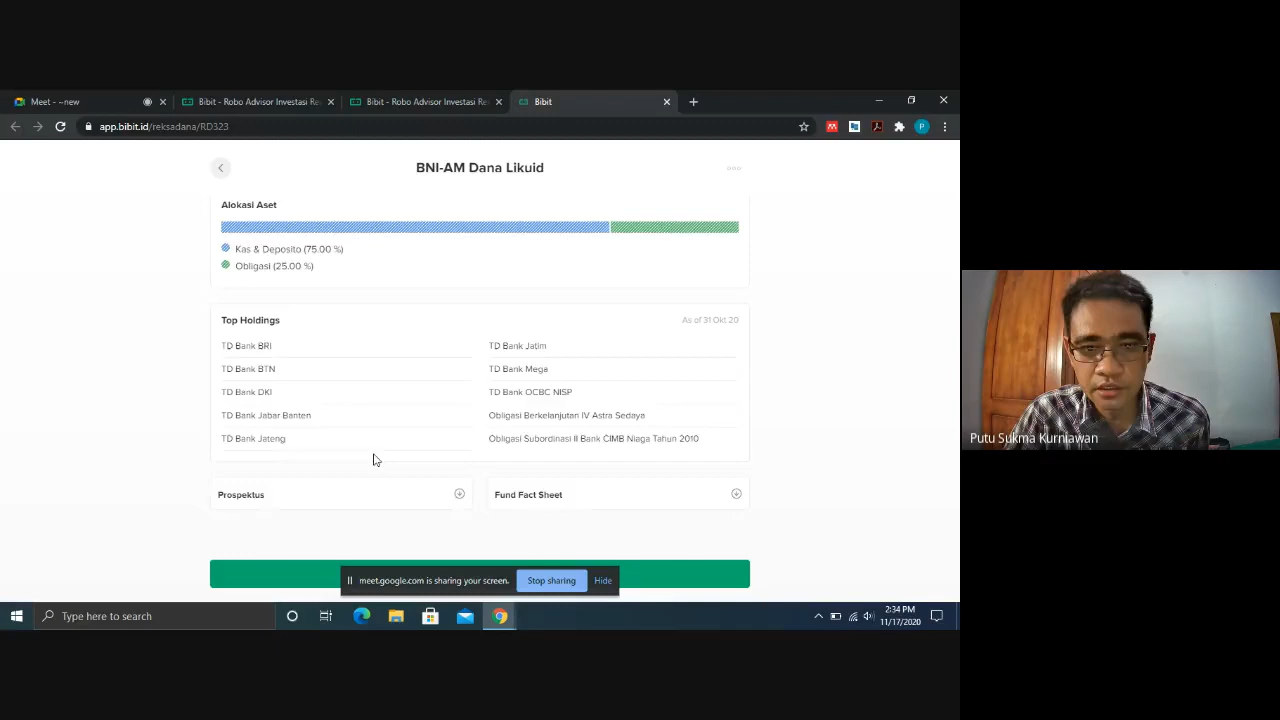 Meet - ~new
Bibit - Robo Advisor Investasi Re
Bibit - Robo Advisor Investasi Re
Bibit
app.bibit.id/reksadana/RD323
P
BNI-AM Dana Likuid
Alokasi Aset
Kas & Deposito (75.00 %)
Obligasi (25.00 %)
Top Holdings
As of 31 Okt 20
TD Bank BRI
TD Bank Jatim
TD Bank BTN
TD Bank Mega
TD Bank DKI
TD Bank OCBC NISP
TD Bank Jabar Banten
Obligasi Berkelanjutan IV Astra Sedaya
TD Bank Jateng
Obligasi Subordinasi II Bank CIMB Niaga Tahun 2010
Prospektus
Fund Fact Sheet
meet.google.com is sharing your screen.
Stop sharing
Hide
Type here to search
2:34 PM
11/17/2020
Putu Sukma Kurniawan